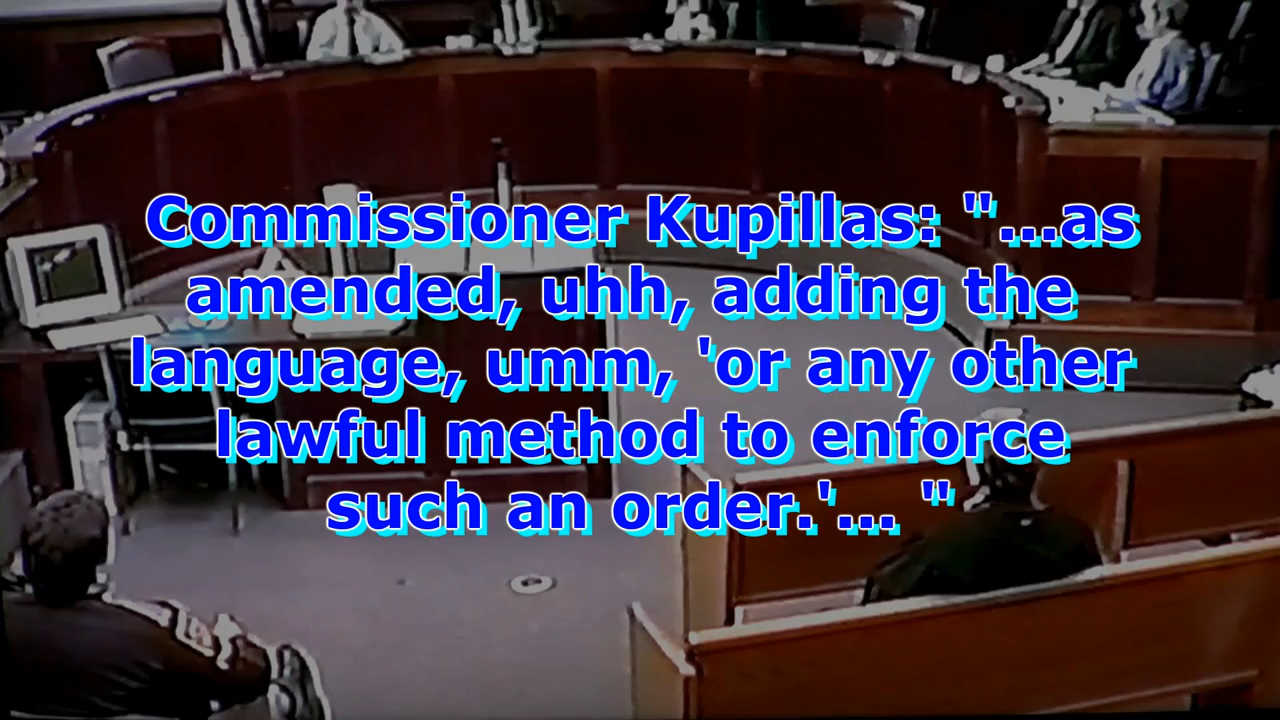 Commissioner Kupillas: "...as
amended, uhh, adding the
language, umm, 'or any other
lawful method to enforce
such an order.'... "